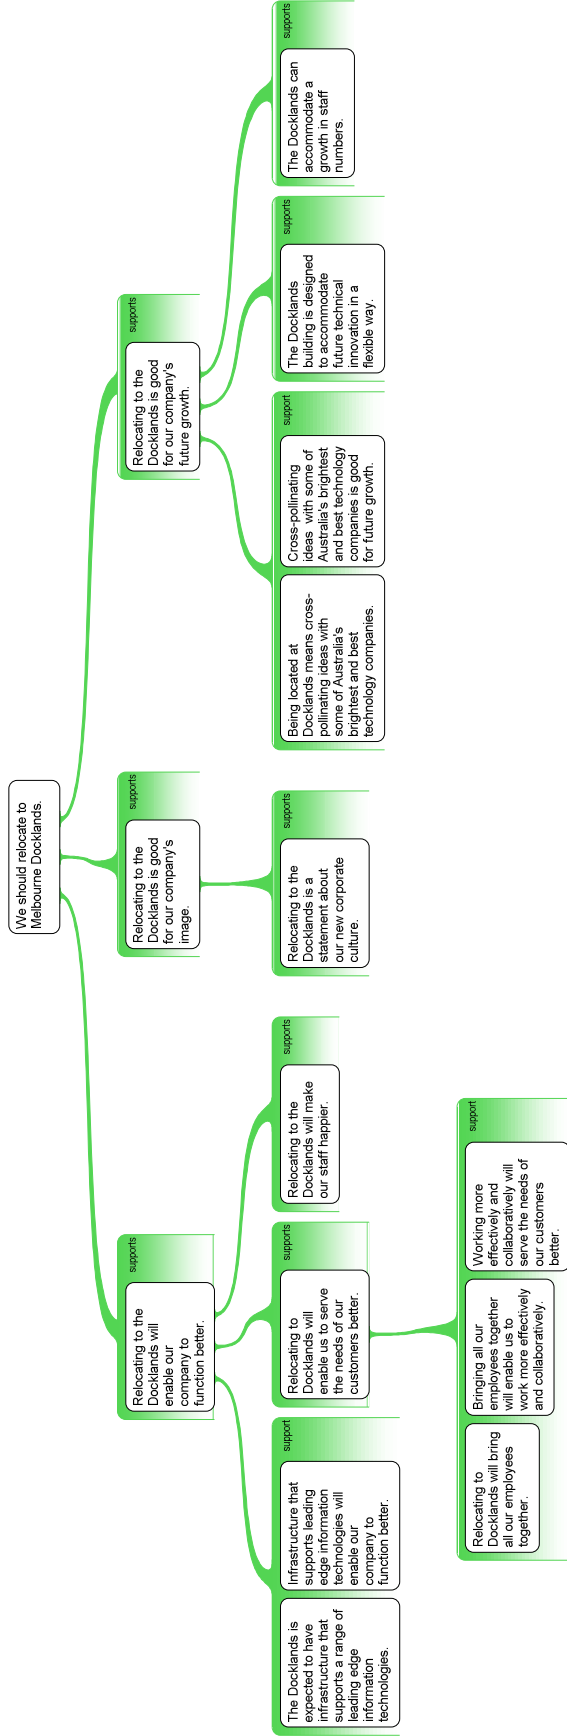 We should relocate to
Melbourne Docklands.
Relocating to the
Docklands will
enable our
company to
function better.
supports
Relocating to the
Docklands is good
for our company's
image.
supports
Relocating to the
Docklands is good
for our company's
future growth.
supports
The Docklands is
expected to have
infrastructure that
supports a range of
leading edge
information
technologies.
Infrastructure that
supports leading
edge information
technologies will
enable our
company to
function better.
support
Relocating to
Docklands will
enable us to serve
the needs of our
customers better.
supports
Relocating to the
Docklands will make
our staff happier.
supports
Relocating to the
Docklands is a
statement about
our new corporate
culture.
supports
Being located at
Docklands means cross-
pollinating ideas with
some of Australia's
brightest and best
technology companies.
Cross-pollinating
ideas with some of
Australia's brightest
and best technology
companies is good
for future growth.
support
The Docklands
building is designed
to accommodate
future technical
innovation in a
flexible way.
supports
The Docklands can
accommodate a
growth in staff
numbers.
supports
Relocating to
Docklands will bring
all our employees
together.
Bringing all our
employees together
will enable us to
work more effectively
and collaboratively.
Working more
effectively and
collaboratively will
serve the needs of
our customers
better.
support